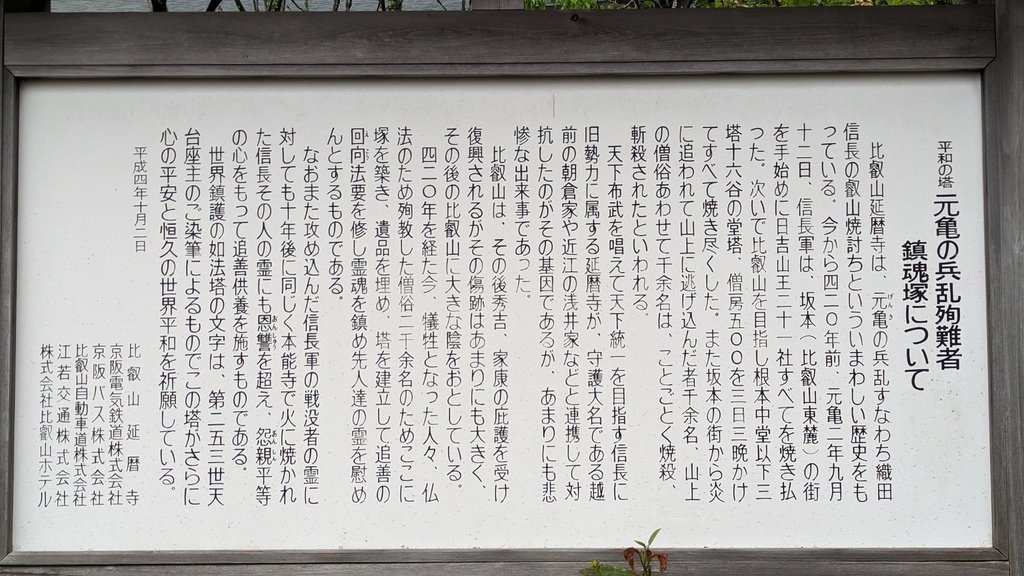 平和の塔 元亀の兵乱殉難者
鎮魂塚について
比叡山延暦寺は、元亀の兵乱すなわち織田
げんき
信長の叡山焼討ちといういまわしい歴史をも
っている。今から四二〇年前、元亀二年九月
十二日、信長軍は、坂本(比叡山東麓)の街
を手始めに日吉山王二十一社すべてを焼き払
った。次いで比叡山を目指し根本中堂以下三
塔十六谷の堂塔、僧房五〇〇を三日三晩かけ
てすべて焼き尽くした。また坂本の街から炎
に追われて山上に逃げ込んだ者千余名、山上
の僧俗あわせて千余名は、ことごとく焼殺、
斬殺されたといわれる。
天下布武を唱えて天下統一を目指す信長に
旧勢力に属する延暦寺が、守護大名である越
前の朝倉家や近江の浅井家などと連携して対
抗したのがその基因であるが、あまりにも悲
惨な出来事であった。
比叡山は、その後秀吉、家康の庇護を受け
復興されるがその傷跡はあまりにも大きく、
その後の比叡山に大きな陰をおとしている。
四二〇年を経た今、犠牲となった人々、仏
法のため殉教した僧俗二千余名のためここに
塚を築き、遺品を埋め、塔を建立して追善の
回向法要を修し霊魂を鎮め先人達の霊を慰め
えこう
んとするものである。
なおまた攻め込んだ信長軍の戦没者の霊に
対しても十年後に同じく本能寺で火に焼かれ
た信長その人の霊にも恩讐を超え、怨親平等
おんしゅう おんしん
の心をもって追善供養を施すものである。
世界鎮護の如法塔の文字は、第二五三世天
台座主のご染筆によるものでこの塔がさらに
心の平安と恒久の世界平和を祈願している。
平成四年十月二日
比叡山延暦寺
京阪電気鉄道株式会社
京阪バス株式会社
比叡山自動車道株式会社
江若交通株式会社
株式会社比叡山ホテル